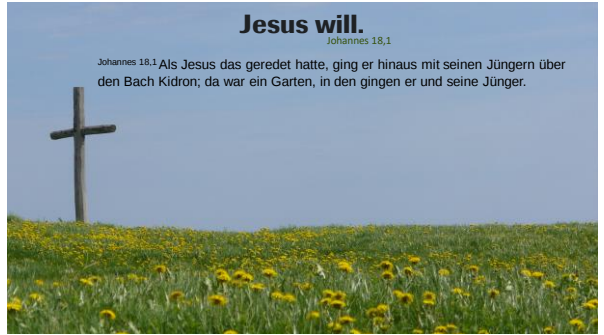 Jesus will.
Johannes 18,1
Johannes 18,1 Als Jesus das geredet hatte, ging er hinaus mit seinen Jüngern über
den Bach Kidron; da war ein Garten, in den gingen er und seine Jünger.